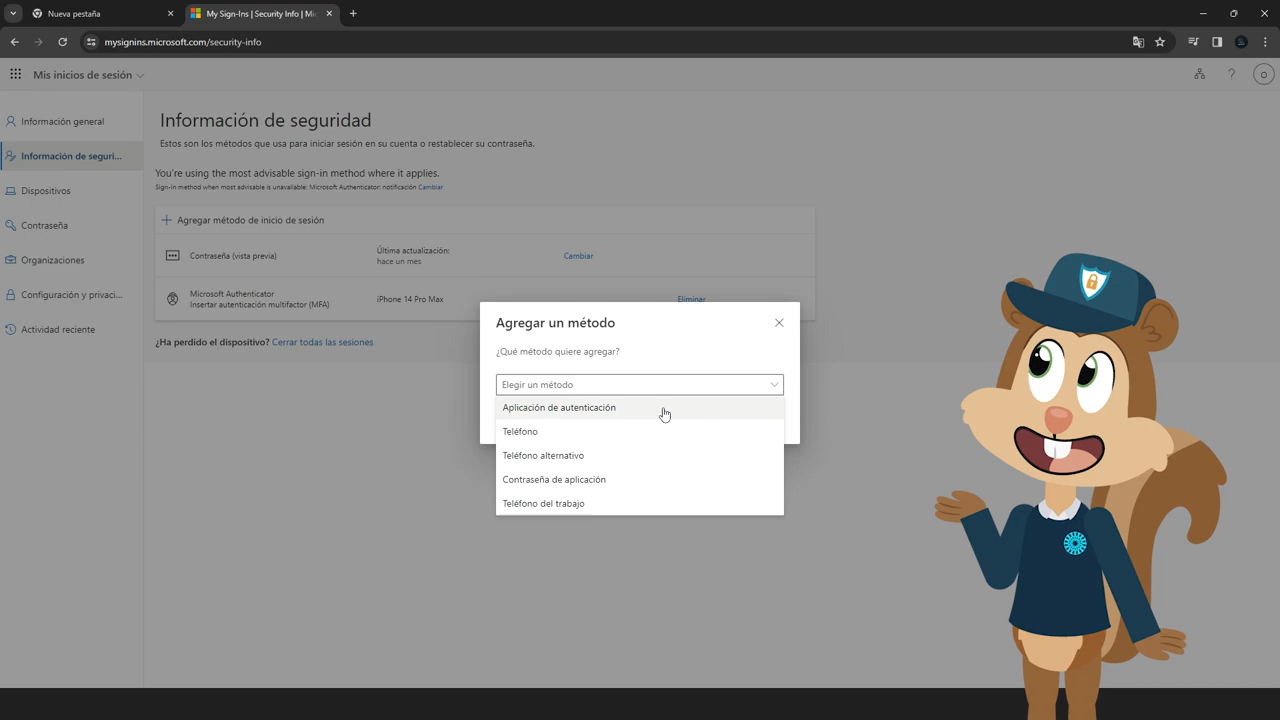 Nueva pestaña
My Sign-Ins | Security Info | Mic
mysignins.microsoft.com/security-info
Mis inicios de sesión
Información general
Información de seguri...
Dispositivos
Contraseña
Organizaciones
Configuración y privaci...
Actividad reciente
Información de seguridad
Estos son los métodos que usa para iniciar sesión en su cuenta o restablecer su contraseña.
You're using the most advisable sign-in method where it applies.
Sign-in method when most advisable is unavailable: Microsoft Authenticator: notificación Cambiar
Agregar método de inicio de sesión
Contraseña (vista previa)
Última actualización:
hace un mes
Cambiar
Microsoft Authenticator
Insertar autenticación multifactor (MFA)
iPhone 14 Pro Max
Eliminar
¿Ha perdido el dispositivo? Cerrar todas las sesiones
Agregar un método
¿Qué método quiere agregar?
Elegir un método
Aplicación de autenticación
Teléfono
Teléfono alternativo
Contraseña de aplicación
Teléfono del trabajo